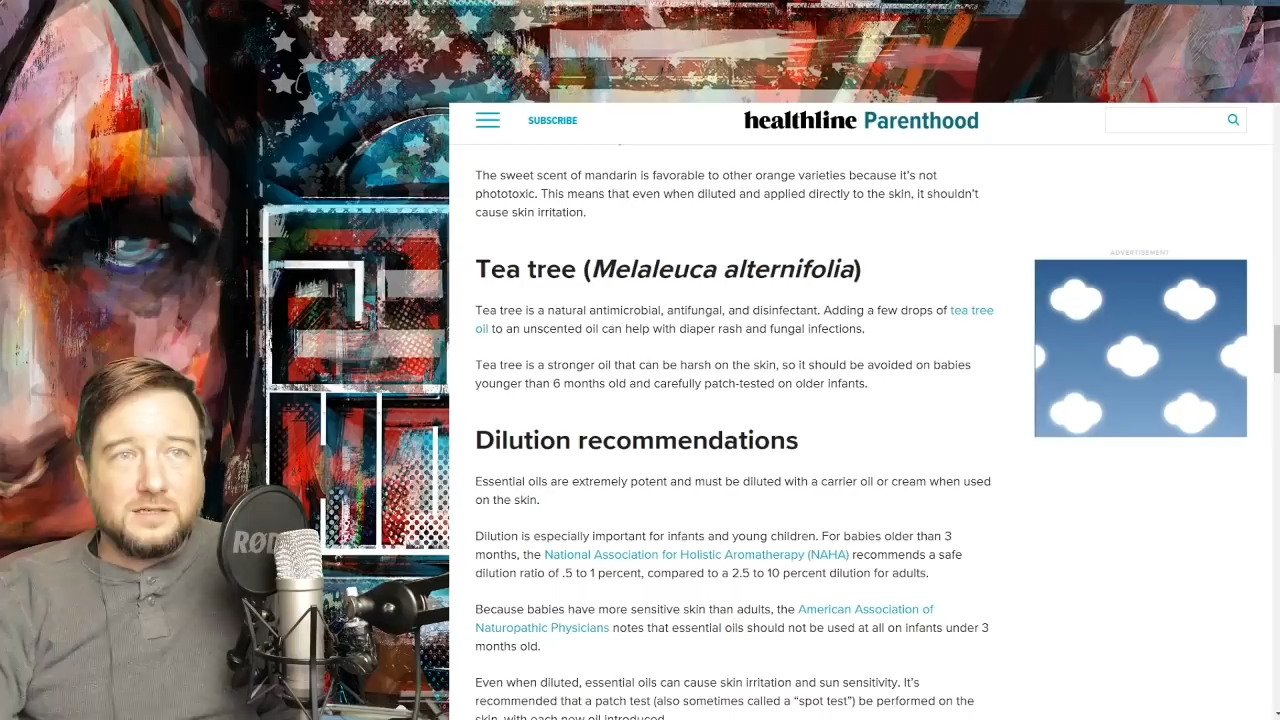 SUBSCRIBE
healthline Parenthood
The sweet scent of mandarin is favorable to other orange varieties because it's not
phototoxic. This means that even when diluted and applied directly to the skin, it shouldn't
cause skin irritation.
Tea tree (Melaleuca alternifolia)
ADVERTISEMENT
Tea tree is a natural antimicrobial, antifungal, and disinfectant. Adding a few drops of tea tree
oil to an unscented oil can help with diaper rash and fungal infections.
Tea tree is a stronger oil that can be harsh on the skin, so it should be avoided on babies
younger than 6 months old and carefully patch-tested on older infants.
Dilution recommendations
Essential oils are extremely potent and must be diluted with a carrier oil or cream when used
on the skin.
Dilution is especially important for infants and young children. For babies older than 3
months, the National Association for Holistic Aromatherapy (NAHA) recommends a safe
dilution ratio of .5 to 1 percent, compared to a 2.5 to 10 percent dilution for adults.
Because babies have more sensitive skin than adults, the American Association of
Naturopathic Physicians notes that essential oils should not be used at all on infants under 3
months old.
Even when diluted, essential oils can cause skin irritation and sun sensitivity. It's
recommended that a patch test (also sometimes called a “spot test”) be performed on the
skin, with each new oil introduced.